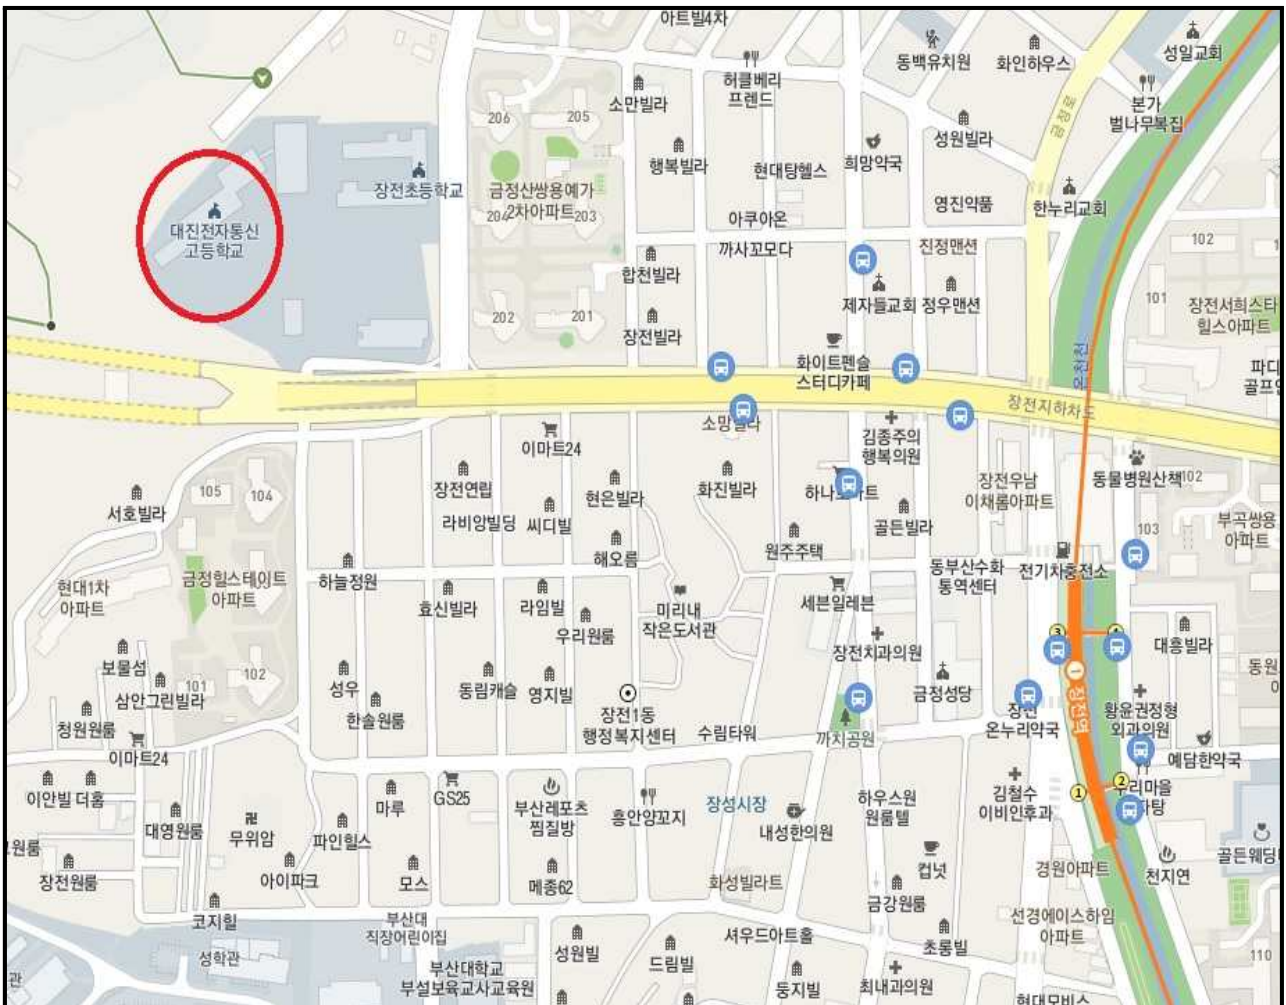 아트빌4차
성일교회
동백유치원
화인하우스
허클베리
프렌드
소만빌라
본가
벌나무복집
금정로
206
205
성원빌라
행복빌라
현대탕헬스
희망약국
장전초등학교
금정산쌍용예가
2차아파트
204
203
영진약품
한누리교회
대진전자통신
고등학교
아쿠아온
까사꼬모다
진정맨션
102
합천빌라
101
제자들교회
정우맨션
장전서희스타
힐스아파트
202
201
장전빌라
화이트펜슬
스터디카페
온천천
파디
골프연
장전지하차도
소망빌라
이마트24
김종주의
행복의원
105
104
장전연립
현은빌라
화진빌라
장전우남
이채롬아파트
동물병원산책
102
서호빌라
라비앙빌딩
씨디빌
골든빌라
103
부곡쌍용
아파트
해오름
원주주택
현대1차
아파트
금정힐스테이트
아파트
하늘정원
동부산수화
통역센터
전기차충전소
효신빌라
라임빌
미리내
작은도서관
세븐일레븐
우리원룸
3
4
대흥빌라
보물섬
장전치과의원
삼안그린빌라
101
102
성우
동림캐슬
영지빌
금정성당
1
장전역
동원
청원원룸
한솔원룸
장전1동
행정복지센터
수림타워
까치공원
장전
온누리약국
황윤권정형
외과의원
이마트24
예담한약국
이안빌
더홈
마루
GS25
부산레포츠
찜질방
홍안양꼬지
장성시장
내성한의원
하우스원
원룸텔
김철수
이비인후과
1
2
우리마을
대영원룸
무위암
파인힐스
고원룸
장전원룸
아이파크
모스
메종62
화성빌라트
컵넛
경원아파트
천지연
골든웨딩
코지힐
부산대
직장어린이집
금강원룸
선경에이스하임
아파트
성학관
성원빌
드림빌
셔우드아트홀
초롱빌
110
관
부산대학교
부설보육교사교육원
둥지빌
최내과의원
현대모비스